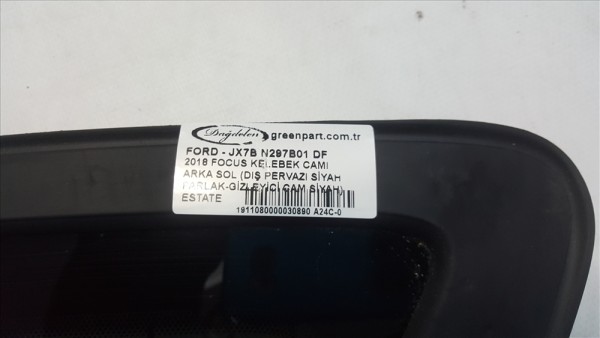 Dağdelen greenpart.com.tr
FORD - JX7B N297B01 DF
2018 FOCUS KELEBEK CAMI
ARKA SOL (DIŞ PERVAZI SİYAH
PARLAK-GİZLEYİCİ CAM SİYAH)
ESTATE
1911080000030890 A24C-0